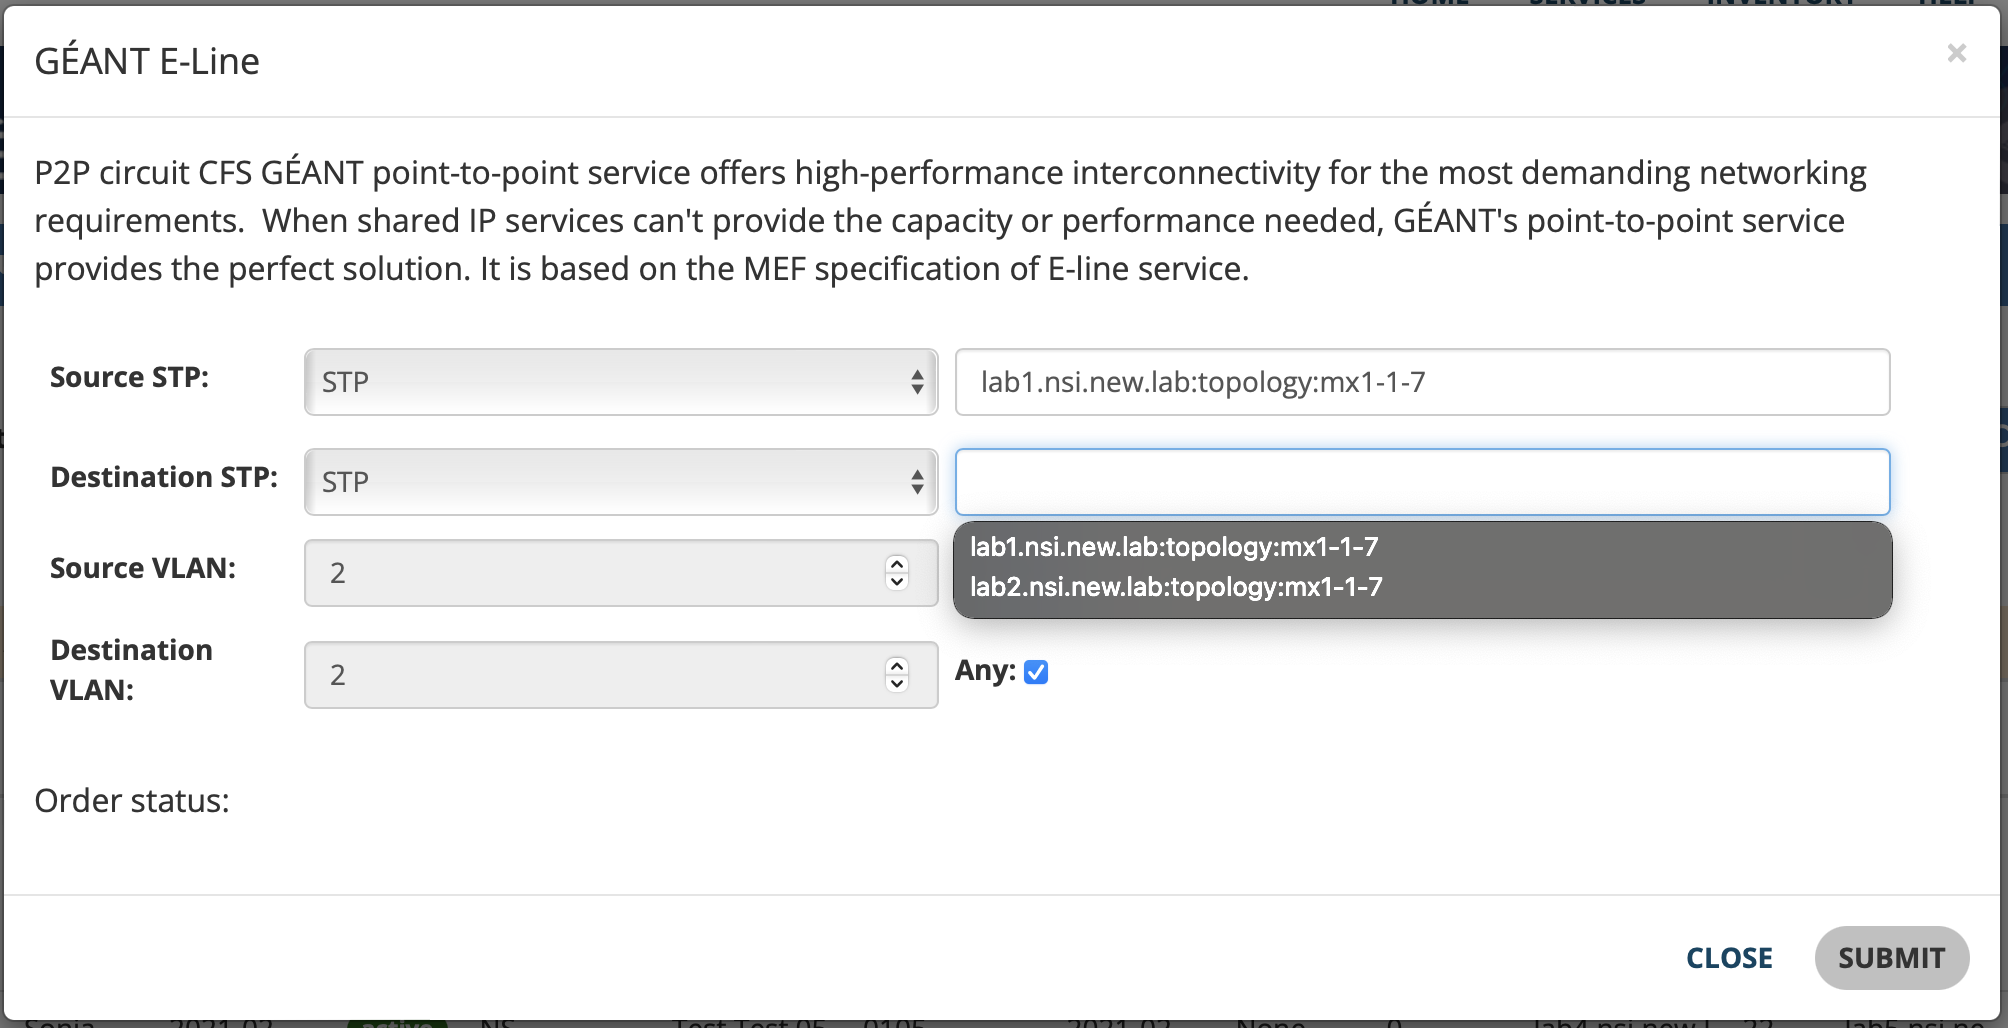 GÉANT E-Line
×
P2P circuit CFS GÉANT point-to-point service offers high-performance interconnectivity for the most demanding networking
requirements.  When shared IP services can't provide the capacity or performance needed, GÉANT's point-to-point service
provides the perfect solution. It is based on the MEF specification of E-line service.
Source STP: STP lab1.nsi.new.lab:topology:mx1-1-7
Destination STP: STP
lab1.nsi.new.lab:topology:mx1-1-7
lab2.nsi.new.lab:topology:mx1-1-7
Source VLAN: 2
Destination
VLAN:
2
Any:
Order status:
CLOSE SUBMIT